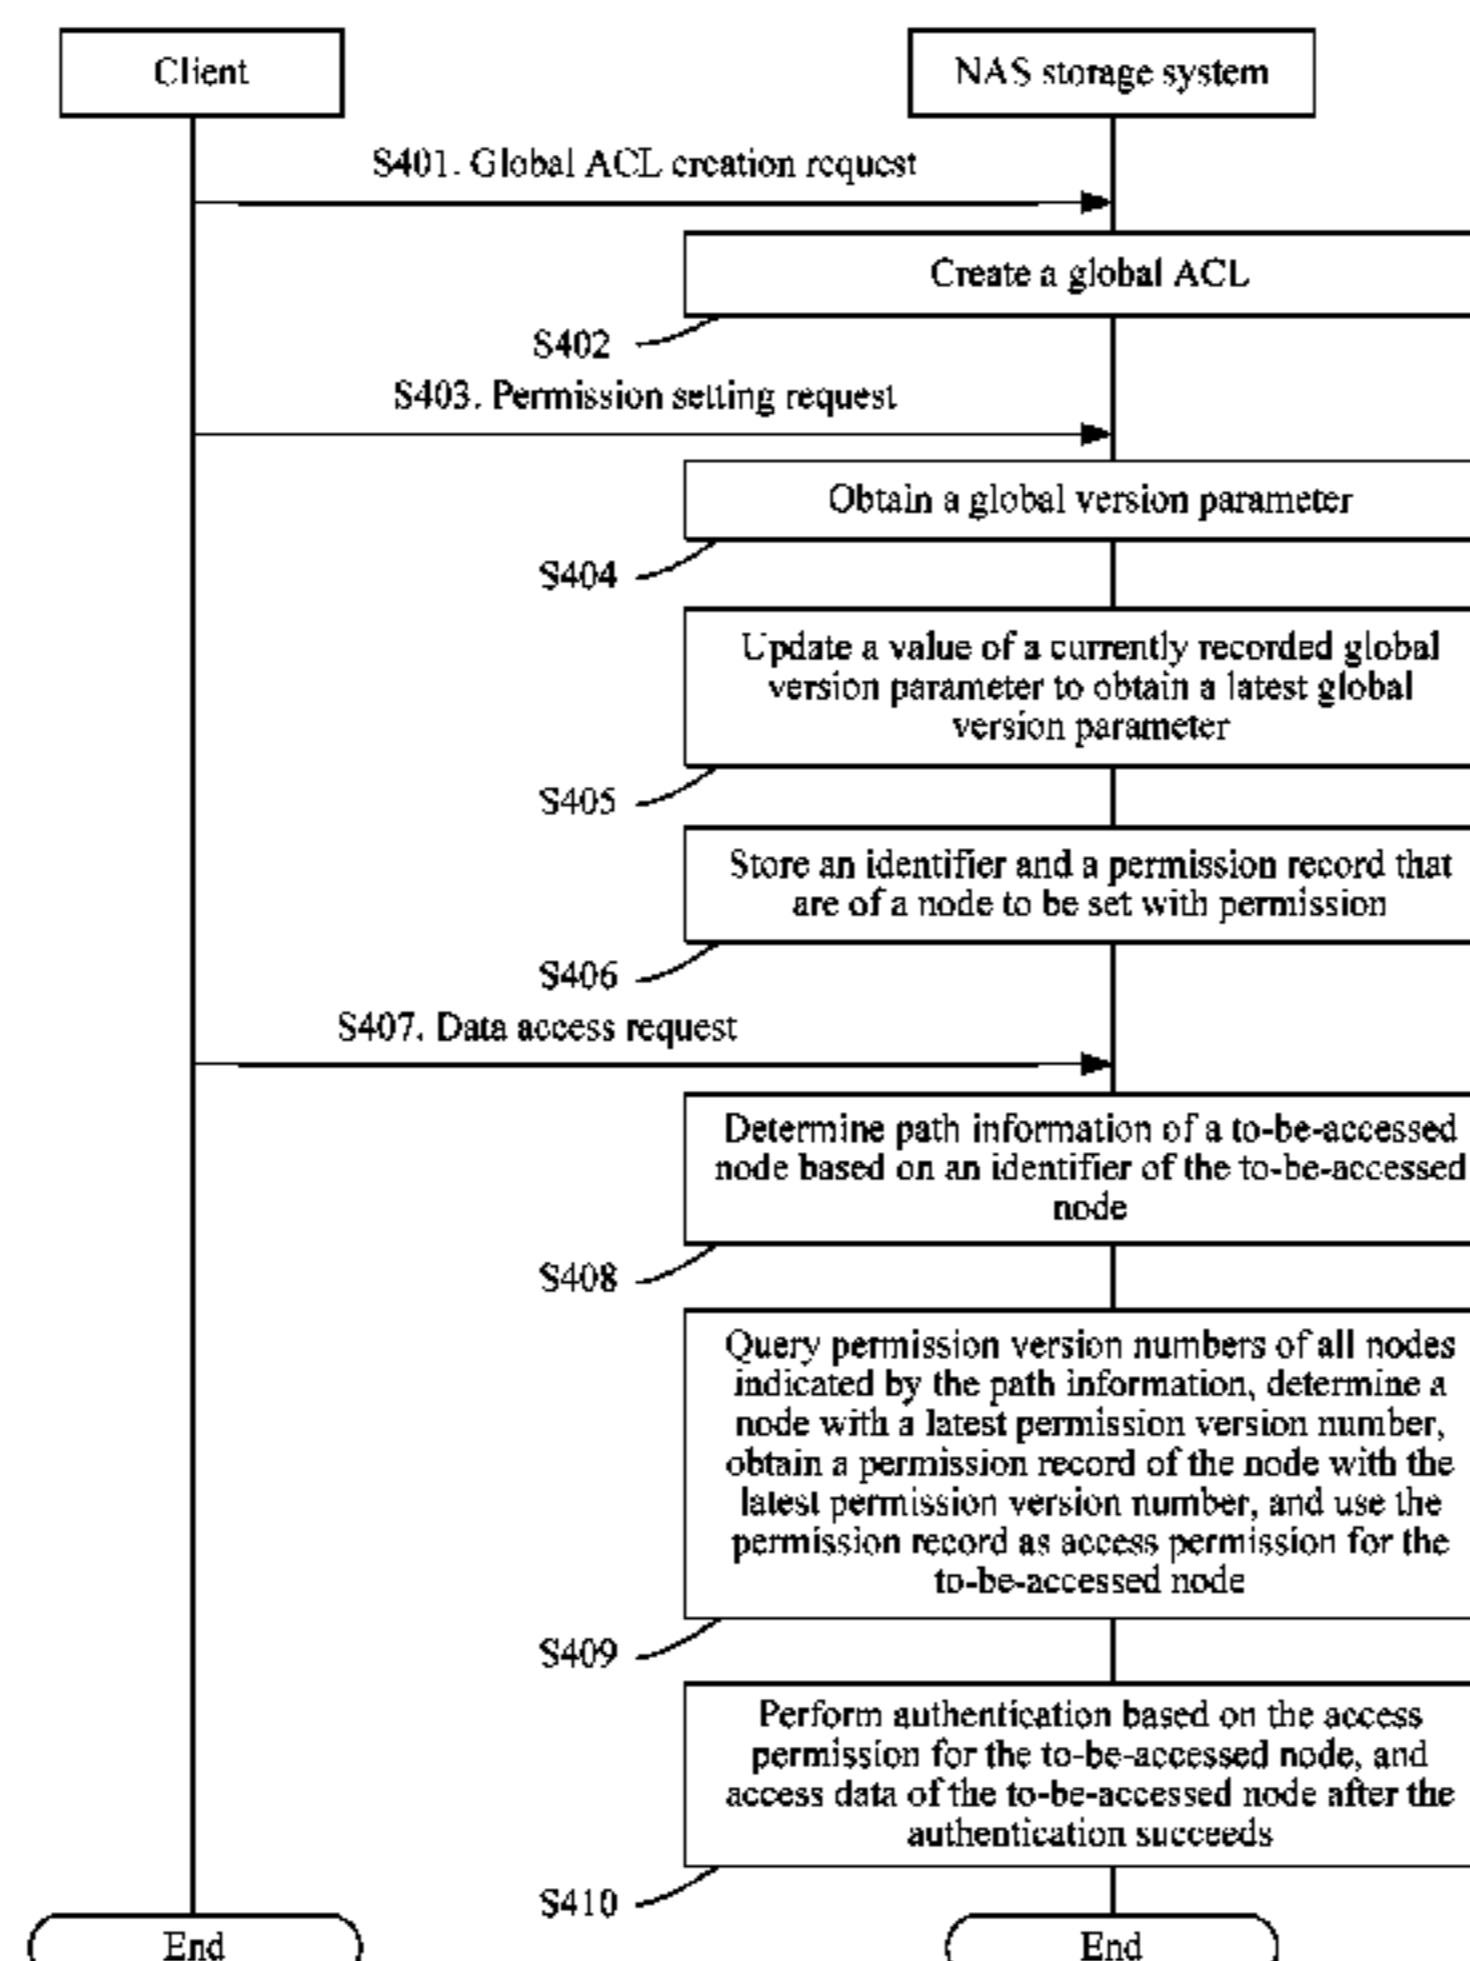 Client
NAS storage system
S401. Global ACL creation request
Create a global ACL
S402
S403. Permission setting request
Obtain a global version parameter
S404
Update a value of a currently recorded global
version parameter to obtain a latest global
version parameter
S405
Store an identifier and a permission record that
are of a node to be set with permission
S406
S407. Data access request
Determine path information of a to-be-accessed
node based on an identifier of the to-be-accessed
node
S408
Query permission version numbers of all nodes
indicated by the path information, determine a
node with a latest permission version number,
obtain a permission record of the node with the
latest permission version number, and use the
permission record as access permission for the
to-be-accessed node
S409
Perform authentication based on the access
permission for the to-be-accessed node, and
access data of the to-be-accessed node after the
authentication succeeds
S410
End
End